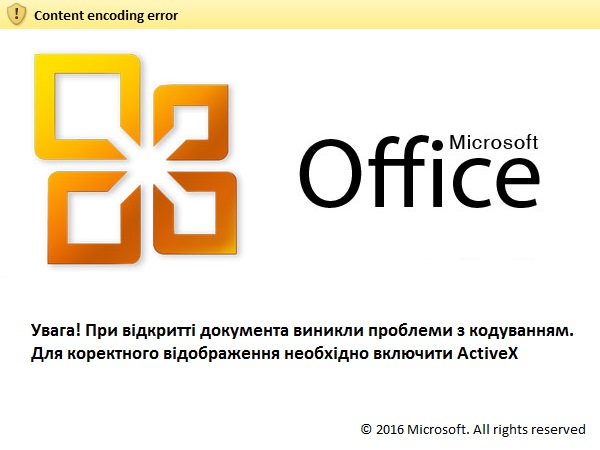 Content encoding error
Microsoft
Office
Увага! При відкритті документа виникли проблеми з кодуванням.
Для коректного відображення необхідно включити ActiveX
© 2016 Microsoft. All rights reserved